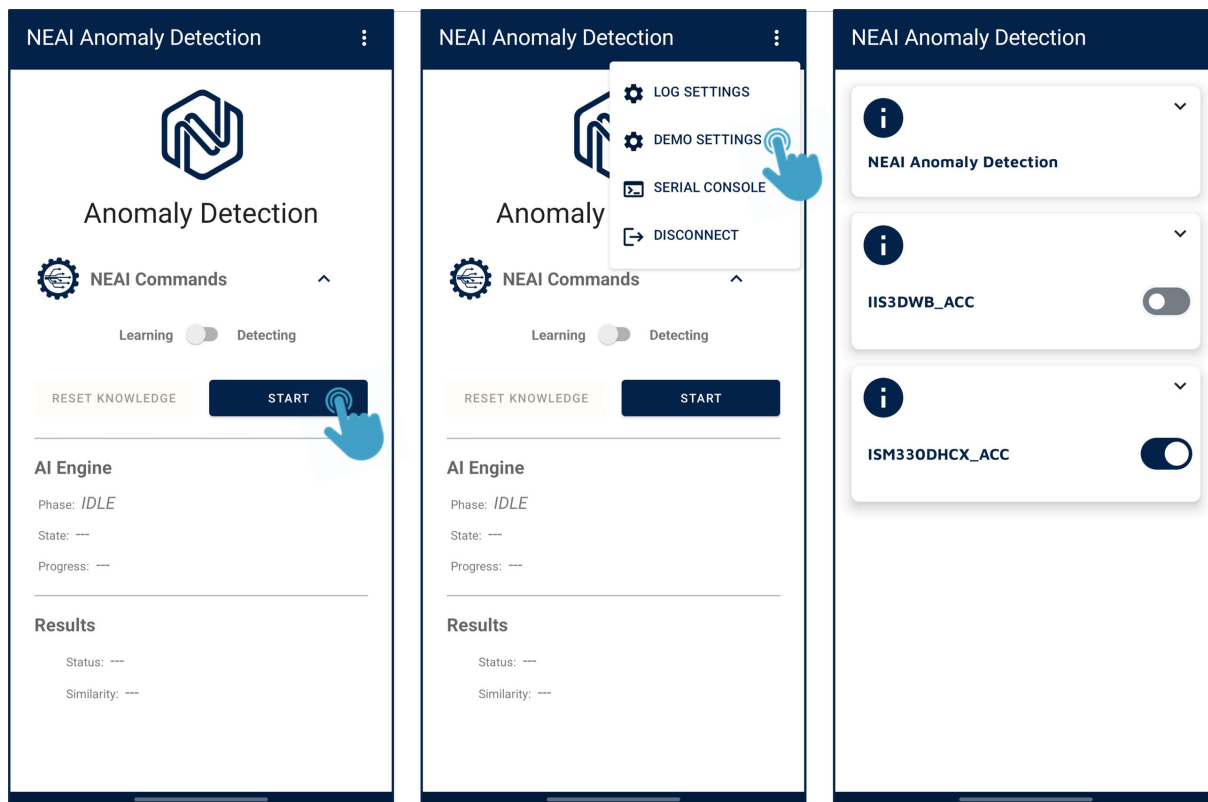 NEAI Anomaly Detection
Anomaly Detection
NEAI Commands
Learning Detecting
RESET KNOWLEDGE START
AI Engine
Phase: IDLE
State: ---
Progress: ---
Results
Status: ---
Similarity: ---
NEAI Anomaly Detection
LOG SETTINGS
DEMO SETTINGS
SERIAL CONSOLE
DISCONNECT
Anomaly
NEAI Commands
Learning Detecting
RESET KNOWLEDGE START
AI Engine
Phase: IDLE
State: ---
Progress: ---
Results
Status: ---
Similarity: ---
NEAI Anomaly Detection
NEAI Anomaly Detection
IIS3DWB_ACC
ISM330DHCX_ACC